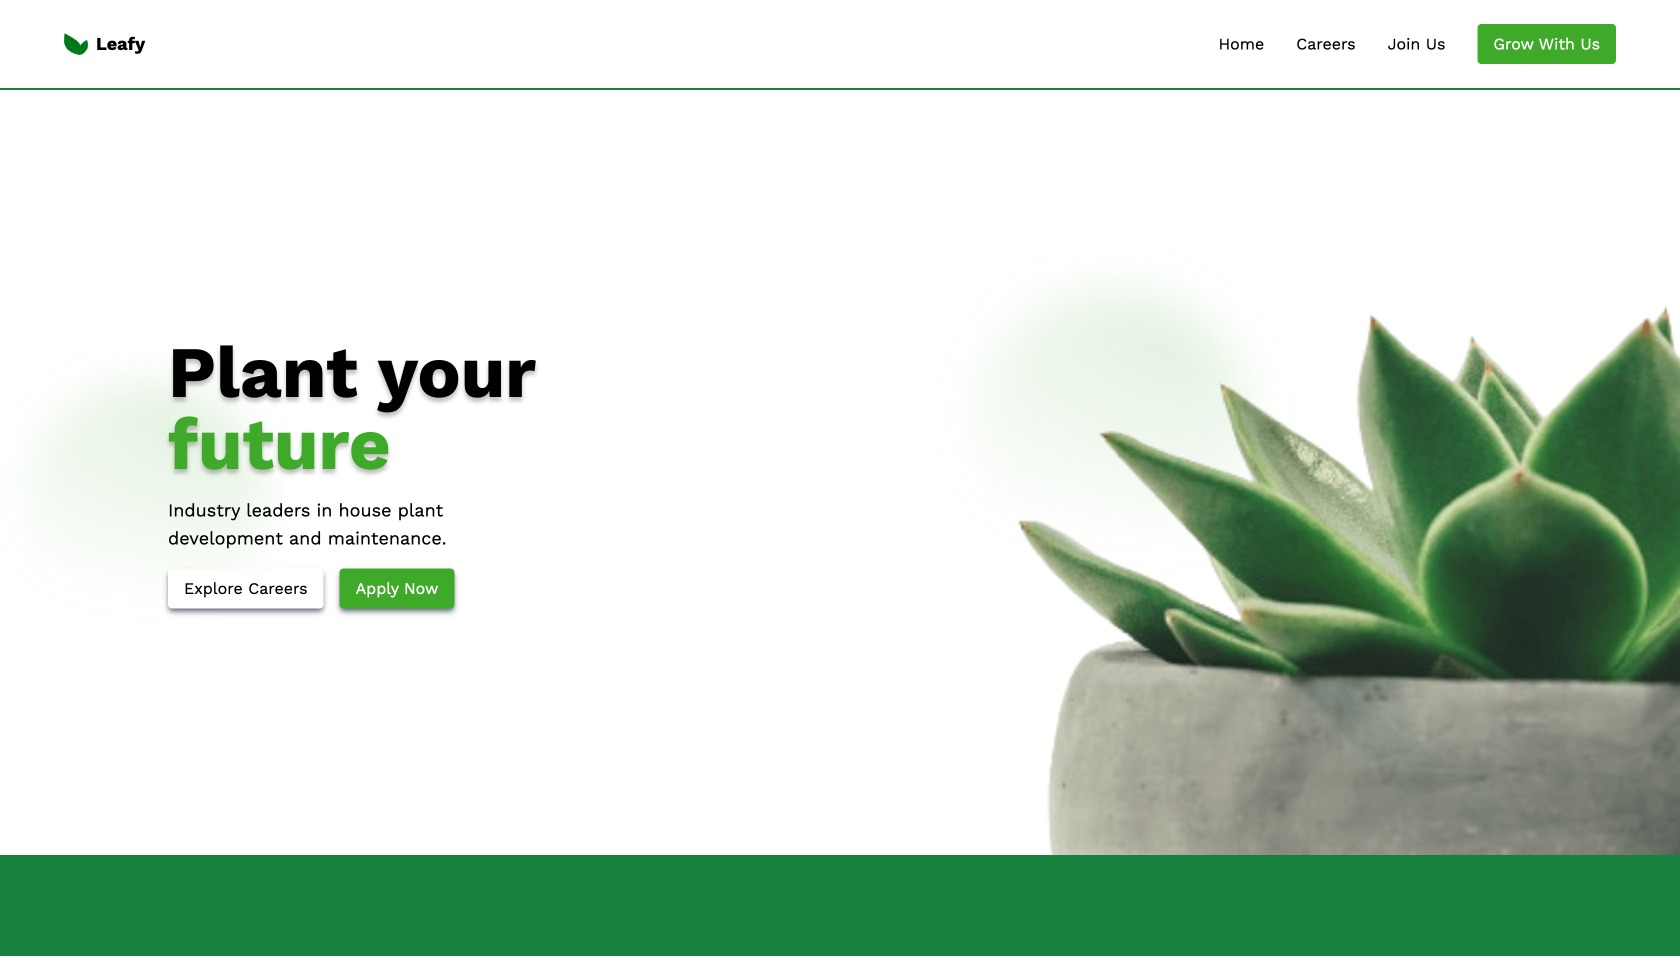 Leafy
Home Careers Join Us Grow With Us
Plant your
future
Industry leaders in house plant
development and maintenance.
Explore Careers Apply Now